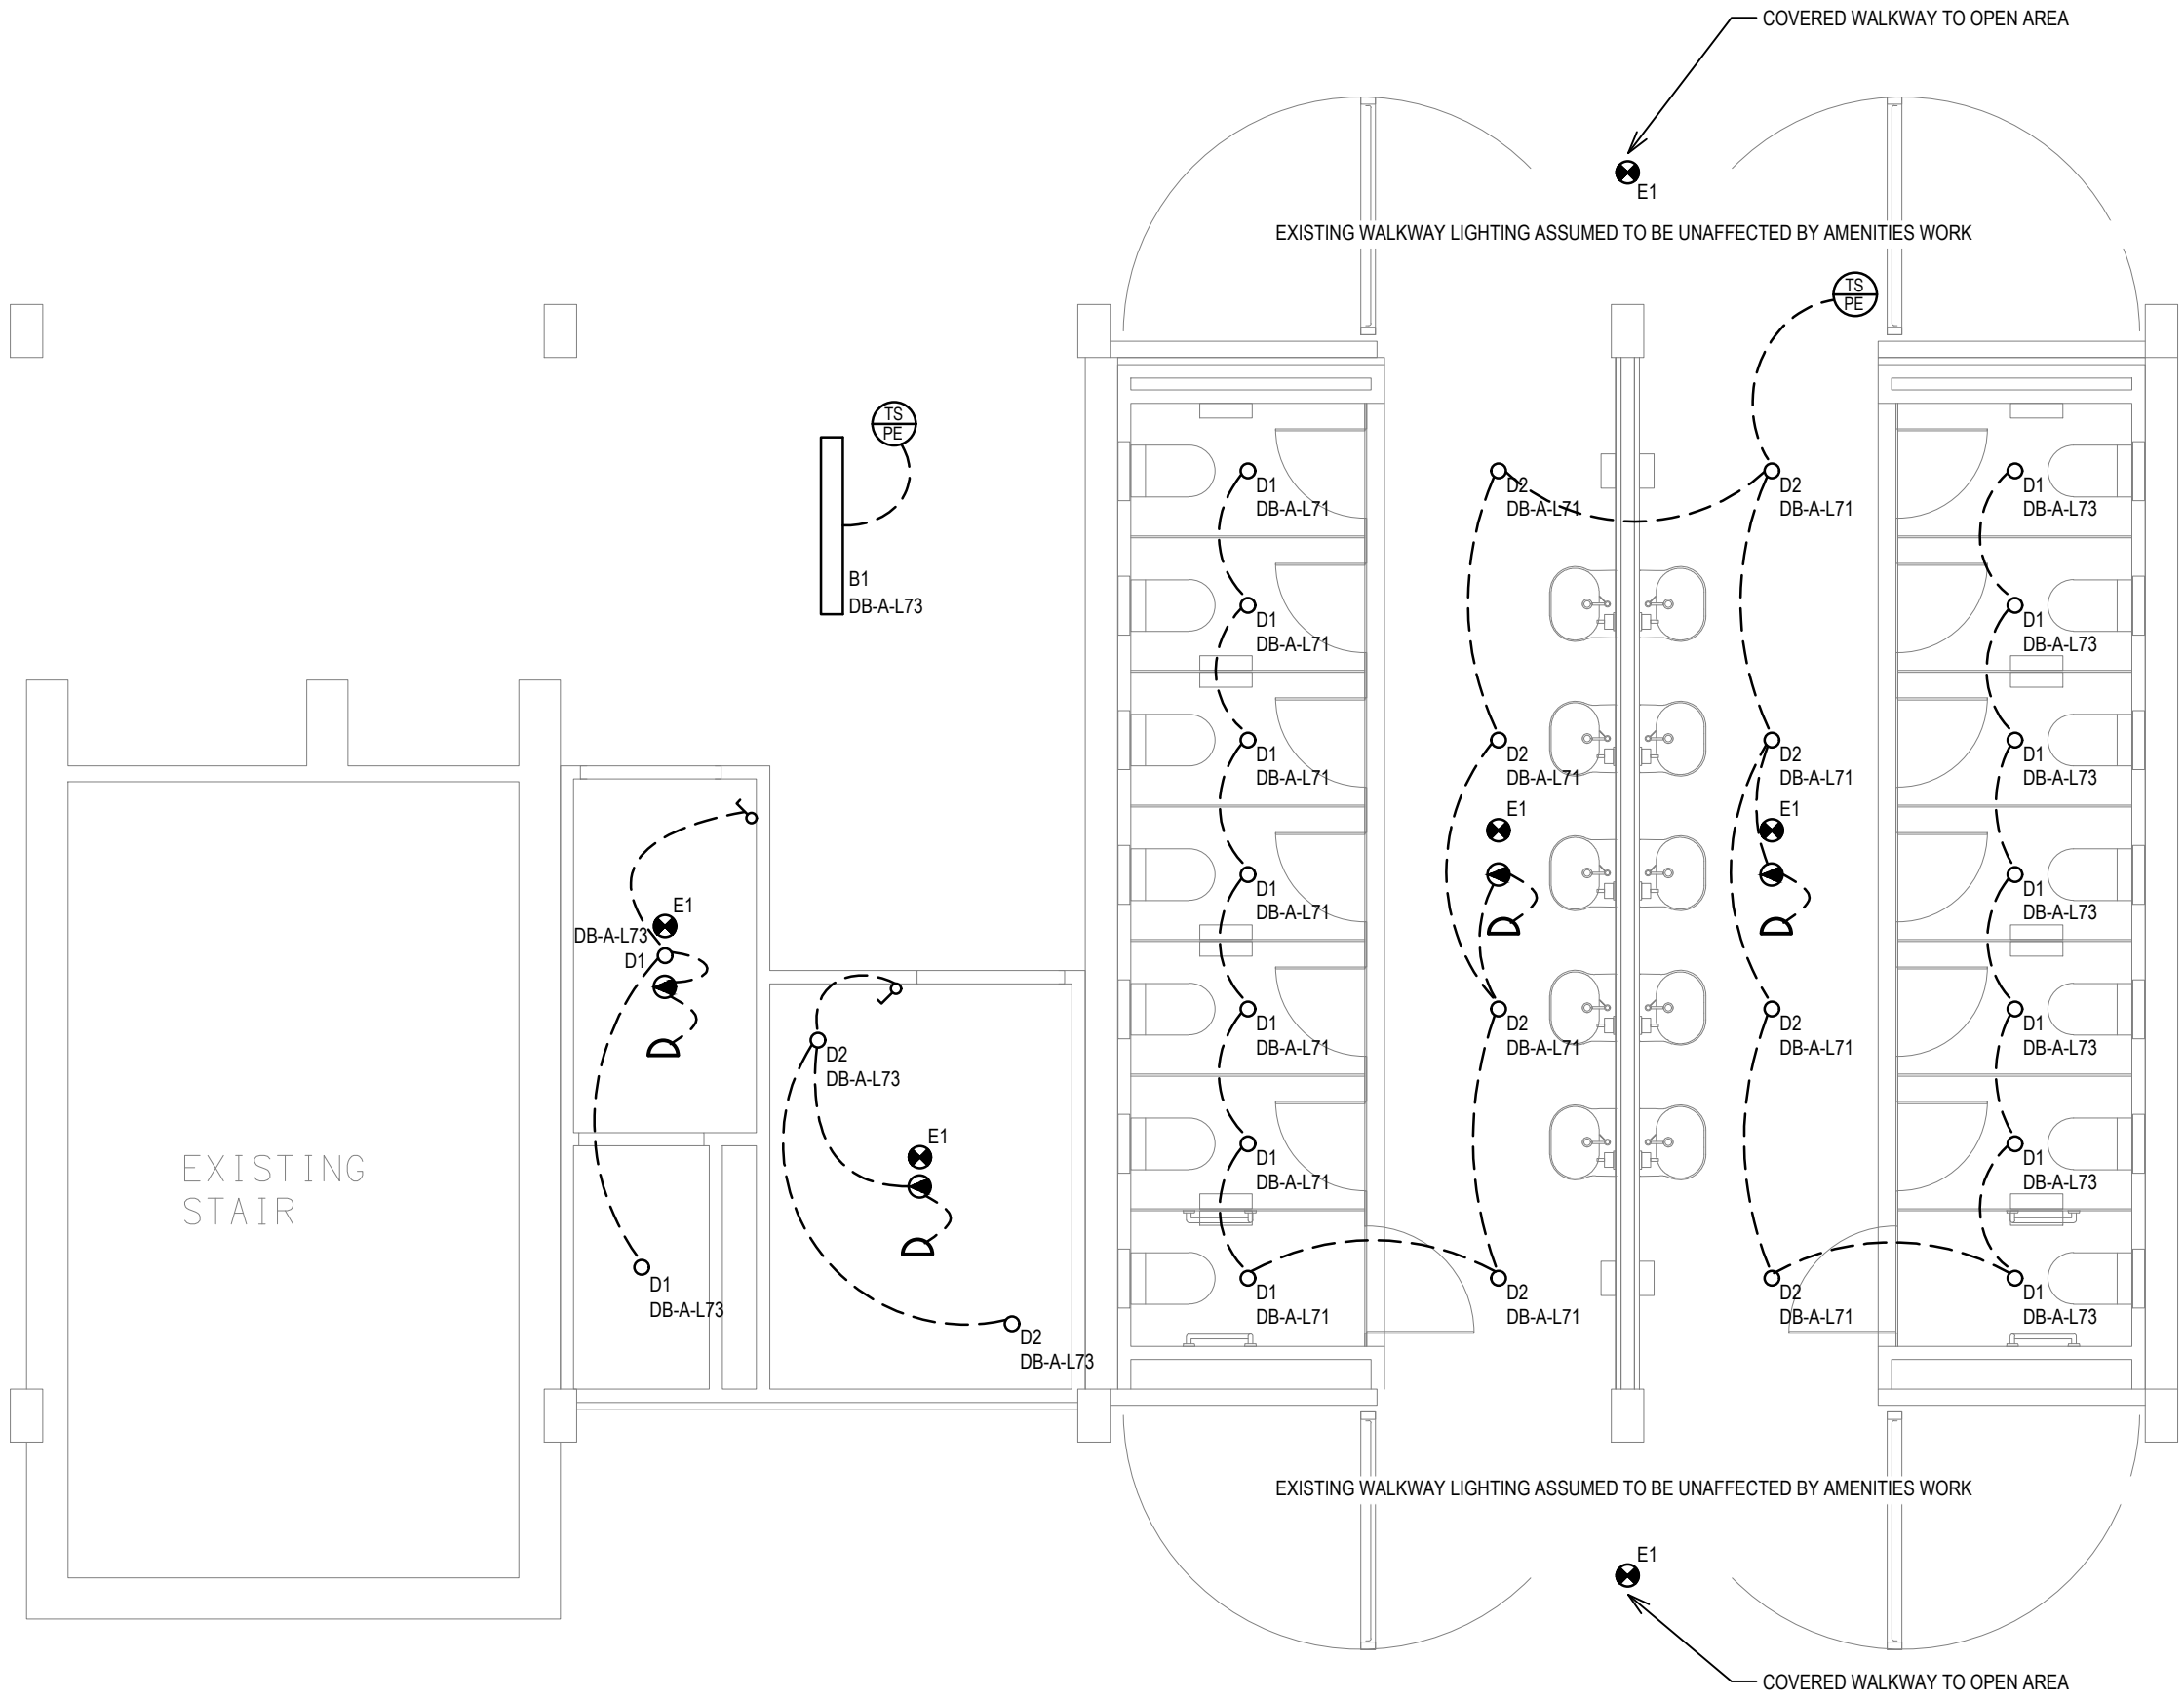 COVERED WALKWAY TO OPEN AREA
E1
EXISTING WALKWAY LIGHTING ASSUMED TO BE UNAFFECTED BY AMENITIES WORK
TS
PE
TS
PE
D1
DB-A-L71
D2
DB-A-L71
D2
DB-A-L71
D1
DB-A-L73
B1
DB-A-L73
D1
DB-A-L71
D1
DB-A-L73
D1
DB-A-L71
D2
DB-A-L71
D2
DB-A-L71
D1
DB-A-L73
E1
E1
D1
DB-A-L71
D1
DB-A-L73
E1
DB-A-L73
D1
D1
DB-A-L71
D2
DB-A-L71
D2
DB-A-L71
D1
DB-A-L73
D2
DB-A-L73
E1
D1
DB-A-L71
D1
DB-A-L73
EXISTING
STAIR
D1
DB-A-L73
D1
DB-A-L71
D2
DB-A-L71
D2
DB-A-L71
D1
DB-A-L73
D2
DB-A-L73
EXISTING WALKWAY LIGHTING ASSUMED TO BE UNAFFECTED BY AMENITIES WORK
E1
COVERED WALKWAY TO OPEN AREA